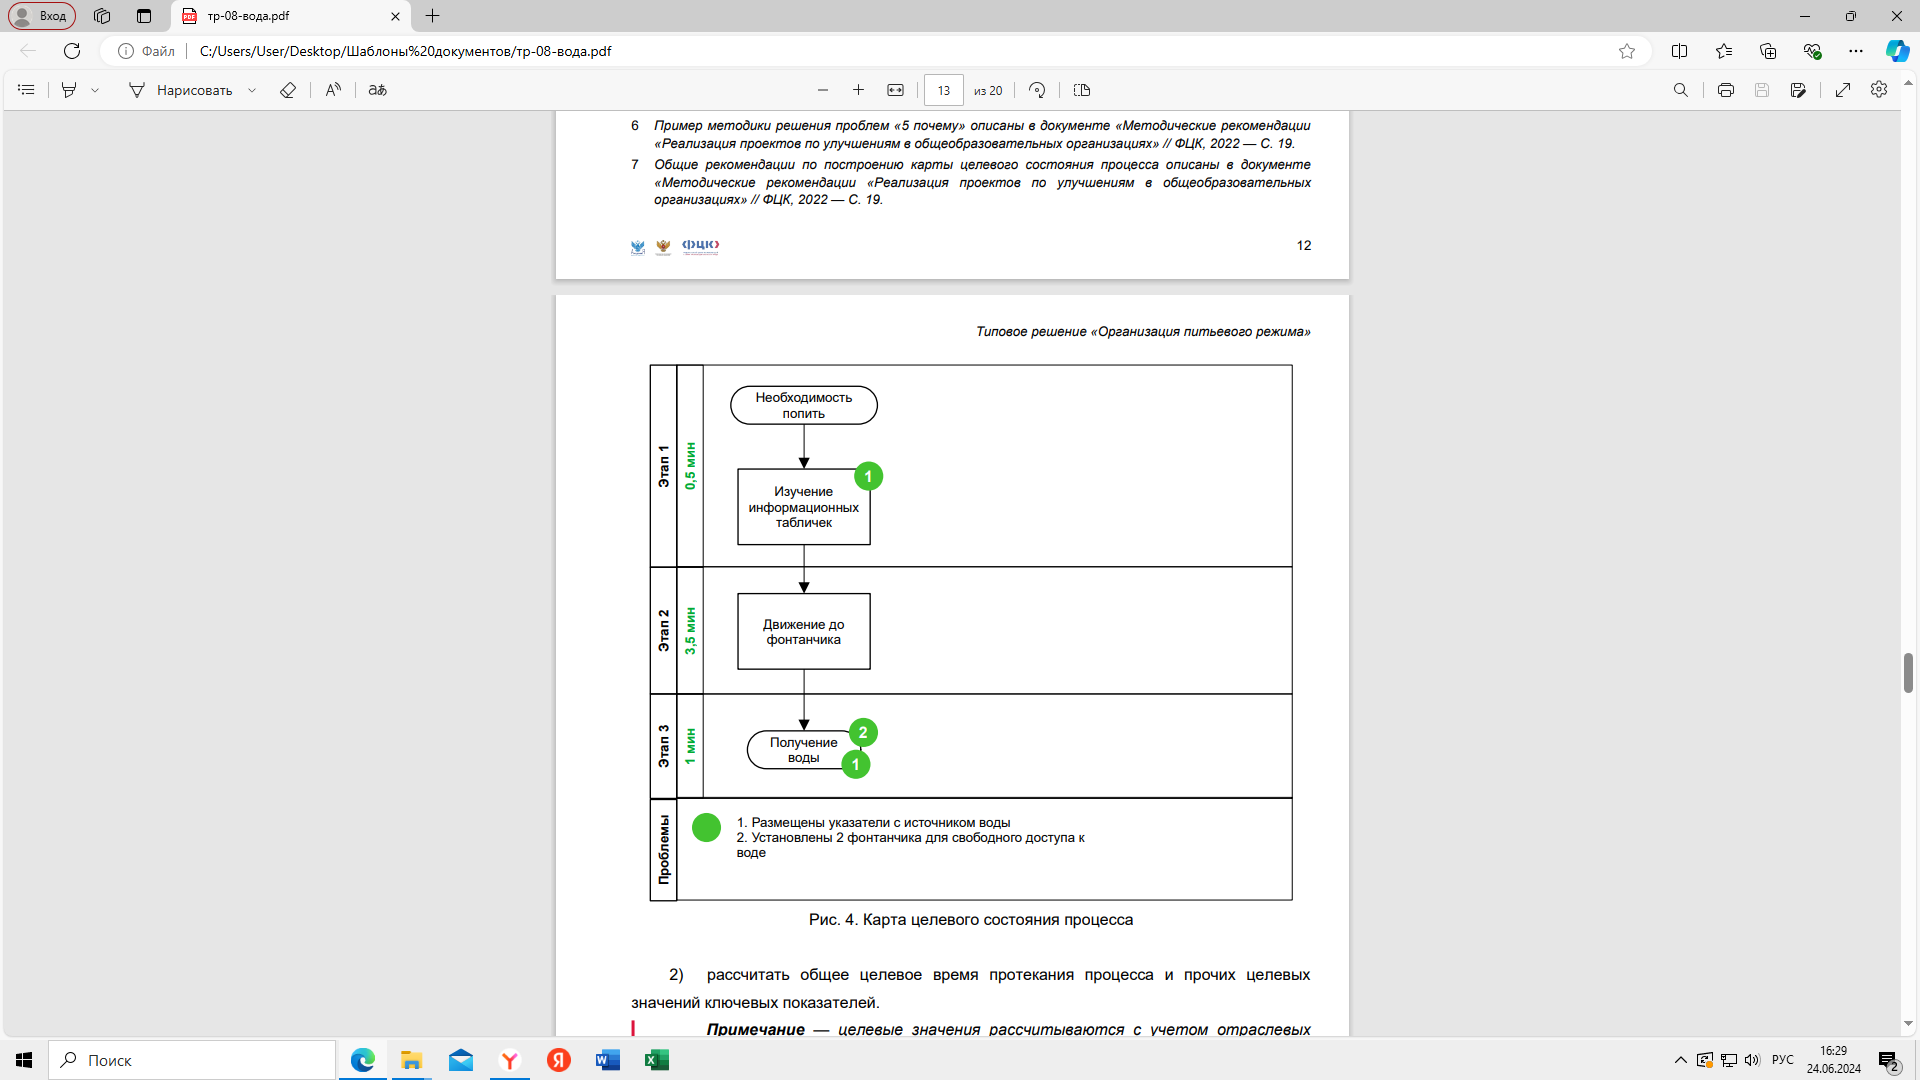 Вход
тр-08-вода.pdf
Файл
C:/Users/User/Desktop/Шаблоны%20документов/тр-08-вода.pdf
Нарисовать
13
из 20
6 Пример методики решения проблем «5 почему» описаны в документе «Методические рекомендации
«Реализация проектов по улучшениям в общеобразовательных организациях» // ФЦК, 2022 — С. 19.
7 Общие рекомендации по построению карты целевого состояния процесса описаны в документе
«Методические рекомендации «Реализация проектов по улучшениям в общеобразовательных
организациях» // ФЦК, 2022 — С. 19.
ФЦК
12
Типовое решение «Организация питьевого режима»
Этап 1
0,5 мин
Необходимость
попить
1
Изучение
информационных
табличек
Этап 2
3,5 мин
Движение до
фонтанчика
Этап 3
1 мин
Получение
воды
2
1
Проблемы
1. Размещены указатели с источником воды
2. Установлены 2 фонтанчика для свободного доступа к
воде
Рис. 4. Карта целевого состояния процесса
2) рассчитать общее целевое время протекания процесса и прочих целевых
значений ключевых показателей.
Примечание — целевые значения рассчитываются с учетом отраслевых
Поиск
РУС
16:29
24.06.2024
2